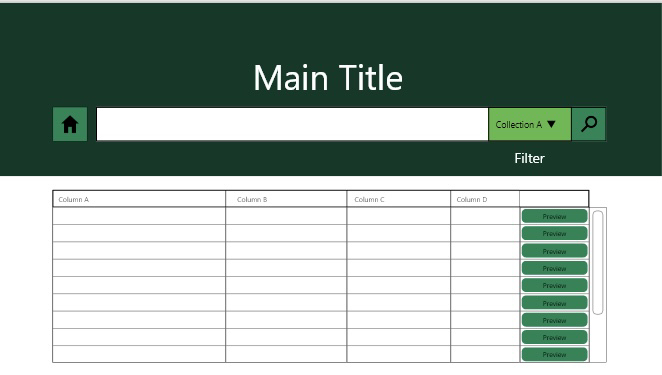 Main Title
Collection A ▼
Filter
Column A Column B Column C Column D
Preview
Preview
Preview
Preview
Preview
Preview
Preview
Preview
Preview